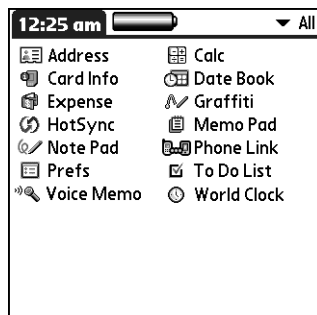 12:25 am All
Address Calc
Card Info Date Book
Expense Graffiti
HotSync Memo Pad
Note Pad Phone Link
Prefs To Do List
Voice Memo World Clock